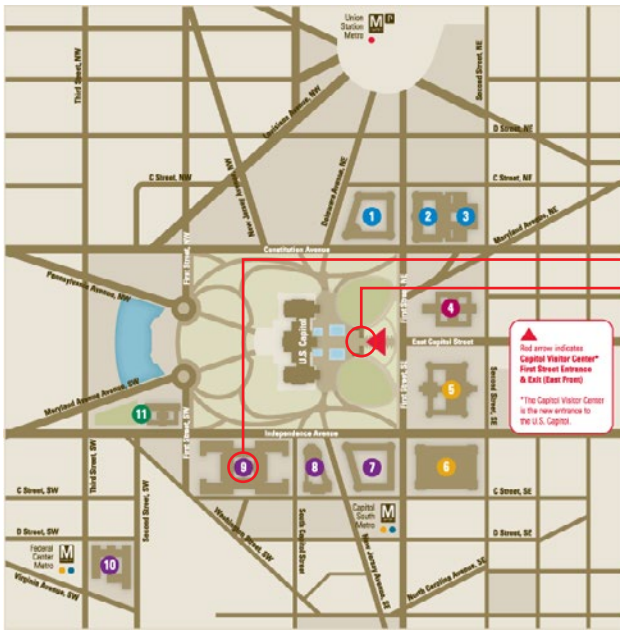 Union
Station
Metro
M
P
Third Street, NW
Second Street, NE
Louisiana Avenue, NW
D Street, NE
C Street, NW
New Jersey Avenue, NW
Delaware Avenue, NE
C Street, NE
1
2
3
Maryland Avenue, NE
Constitution Avenue
First Street, NW
Pennsylvania Avenue, NW
First Street, NE
4
U.S. Capitol
East Capitol Street
Red arrow indicates
Capitol Visitor Center*
First Street Entrance
& Exit (East Front)
*The Capitol Visitor Center
is the new entrance to
the U.S. Capitol.
Maryland Avenue, SW
First Street, SE
5
Second Street, SE
11
First Street, SW
Independence Avenue
Third Street, SW
9
8
7
6
C Street, SW
Second Street, SW
C Street, SE
Capitol
South
Metro
M
Washington Street, SW
South Capitol Street
D Street, SW
D Street, SE
Federal
Center
Metro
M
10
New Jersey Avenue, SE
North Carolina Avenue, SE
Virginia Avenue, SW